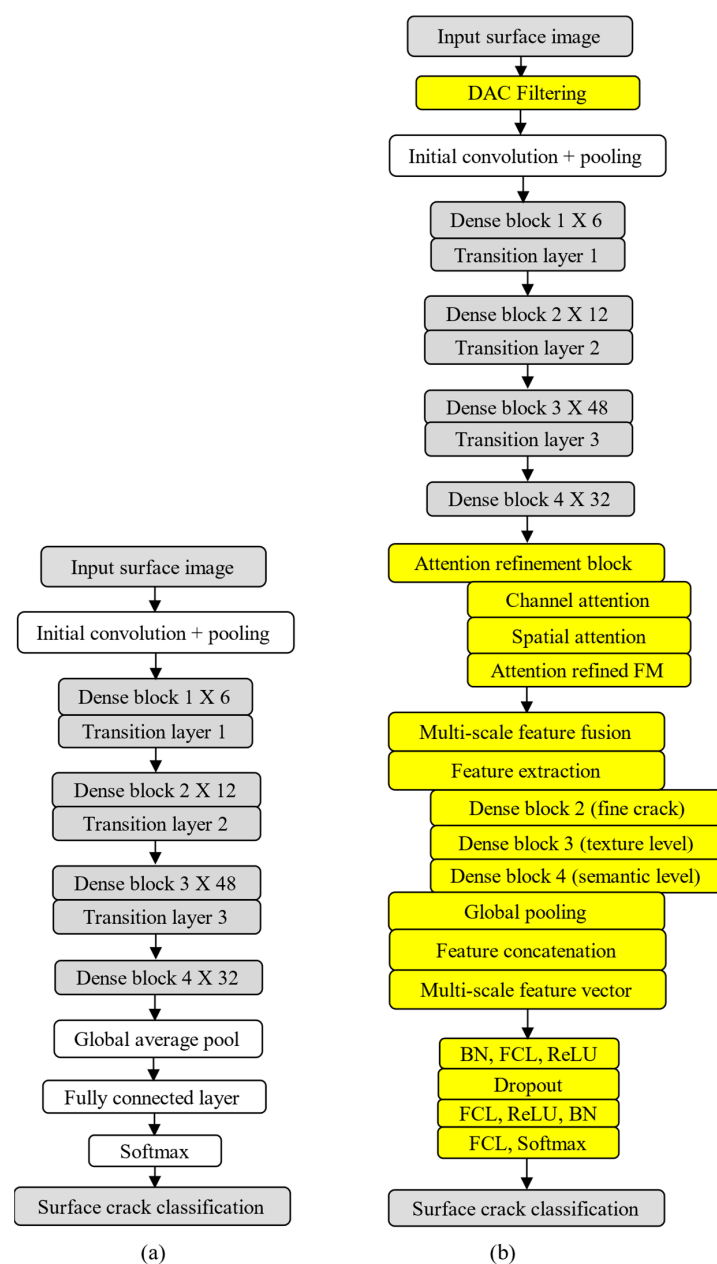 Input surface image
Initial convolution + pooling
Dense block 1 X 6
Transition layer 1
Dense block 2 X 12
Transition layer 2
Dense block 3 X 48
Transition layer 3
Dense block 4 X 32
Global average pool
Fully connected layer
Softmax
Surface crack classification
(a)
Input surface image
DAC Filtering
Initial convolution + pooling
Dense block 1 X 6
Transition layer 1
Dense block 2 X 12
Transition layer 2
Dense block 3 X 48
Transition layer 3
Dense block 4 X 32
Attention refinement block
Channel attention
Spatial attention
Attention refined FM
Multi-scale feature fusion
Feature extraction
Dense block 2 (fine crack)
Dense block 3 (texture level)
Dense block 4 (semantic level)
Global pooling
Feature concatenation
Multi-scale feature vector
BN, FCL, ReLU
Dropout
FCL, ReLU, BN
FCL, Softmax
Surface crack classification
(b)